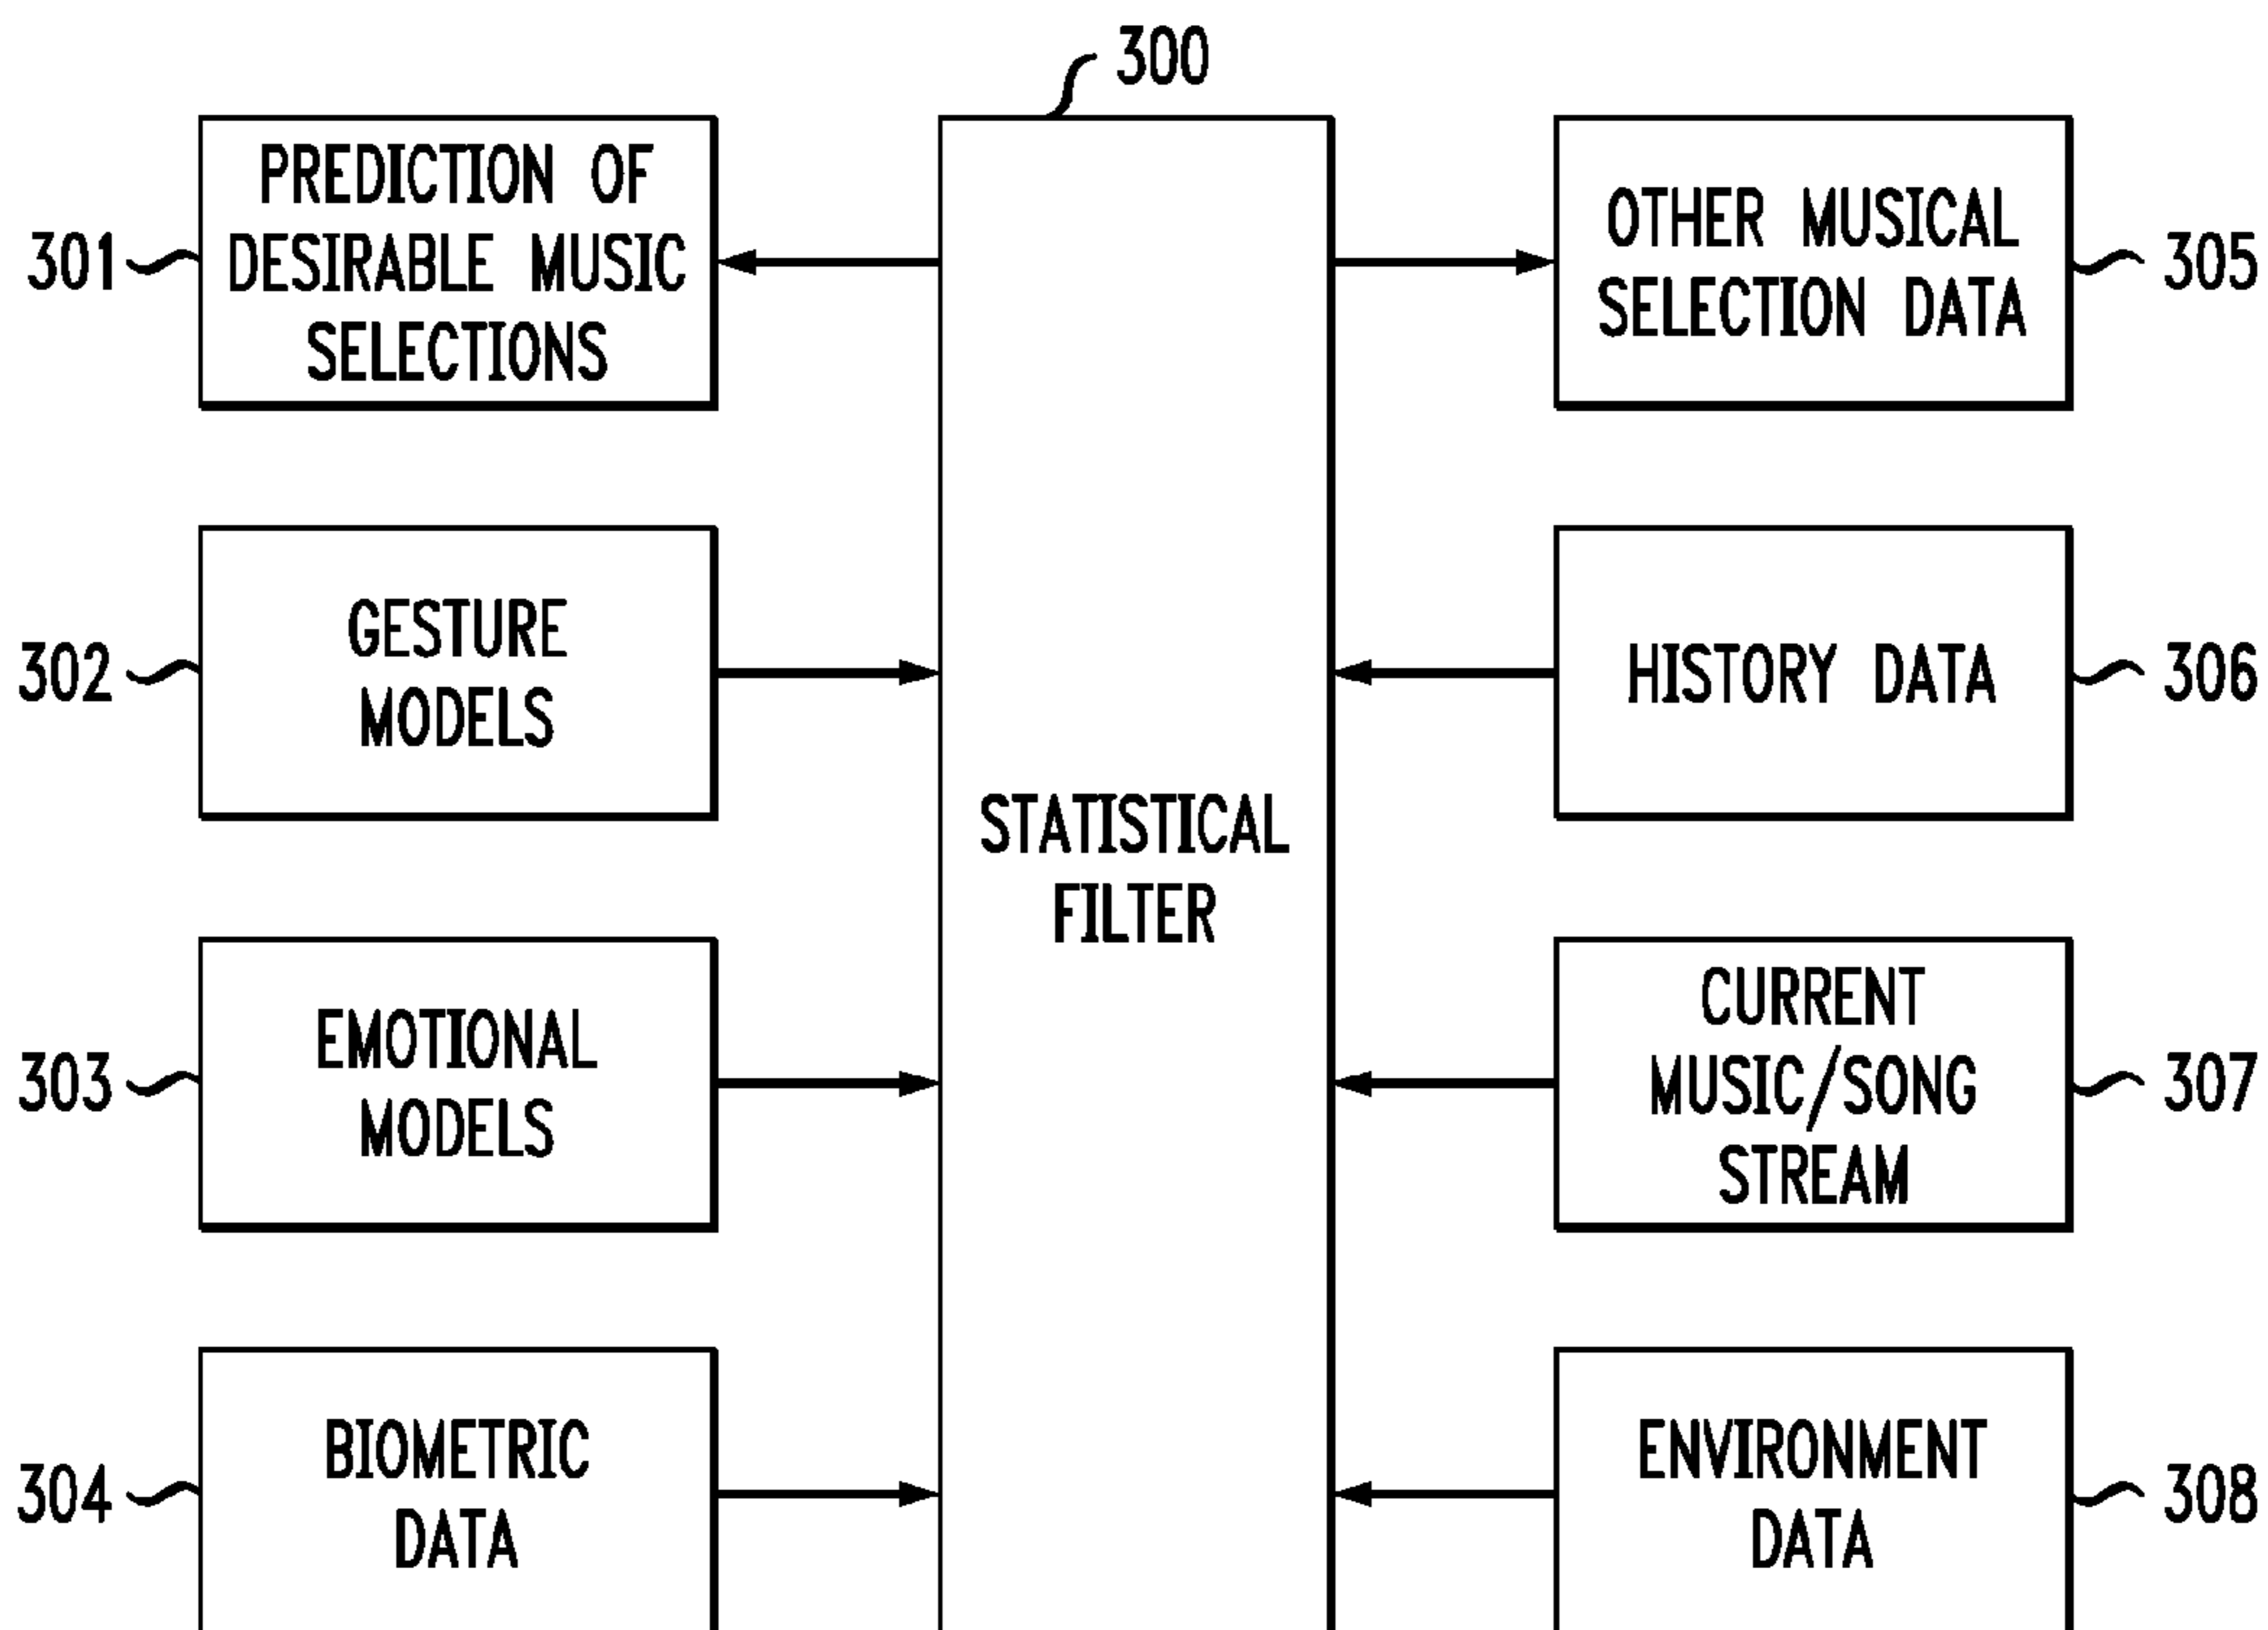 300
301
PREDICTION OF
DESIRABLE MUSIC
SELECTIONS
302
GESTURE
MODELS
303
EMOTIONAL
MODELS
304
BIOMETRIC
DATA
STATISTICAL
FILTER
OTHER MUSICAL
SELECTION DATA
305
HISTORY DATA
306
CURRENT
MUSIC/SONG
STREAM
307
ENVIRONMENT
DATA
308